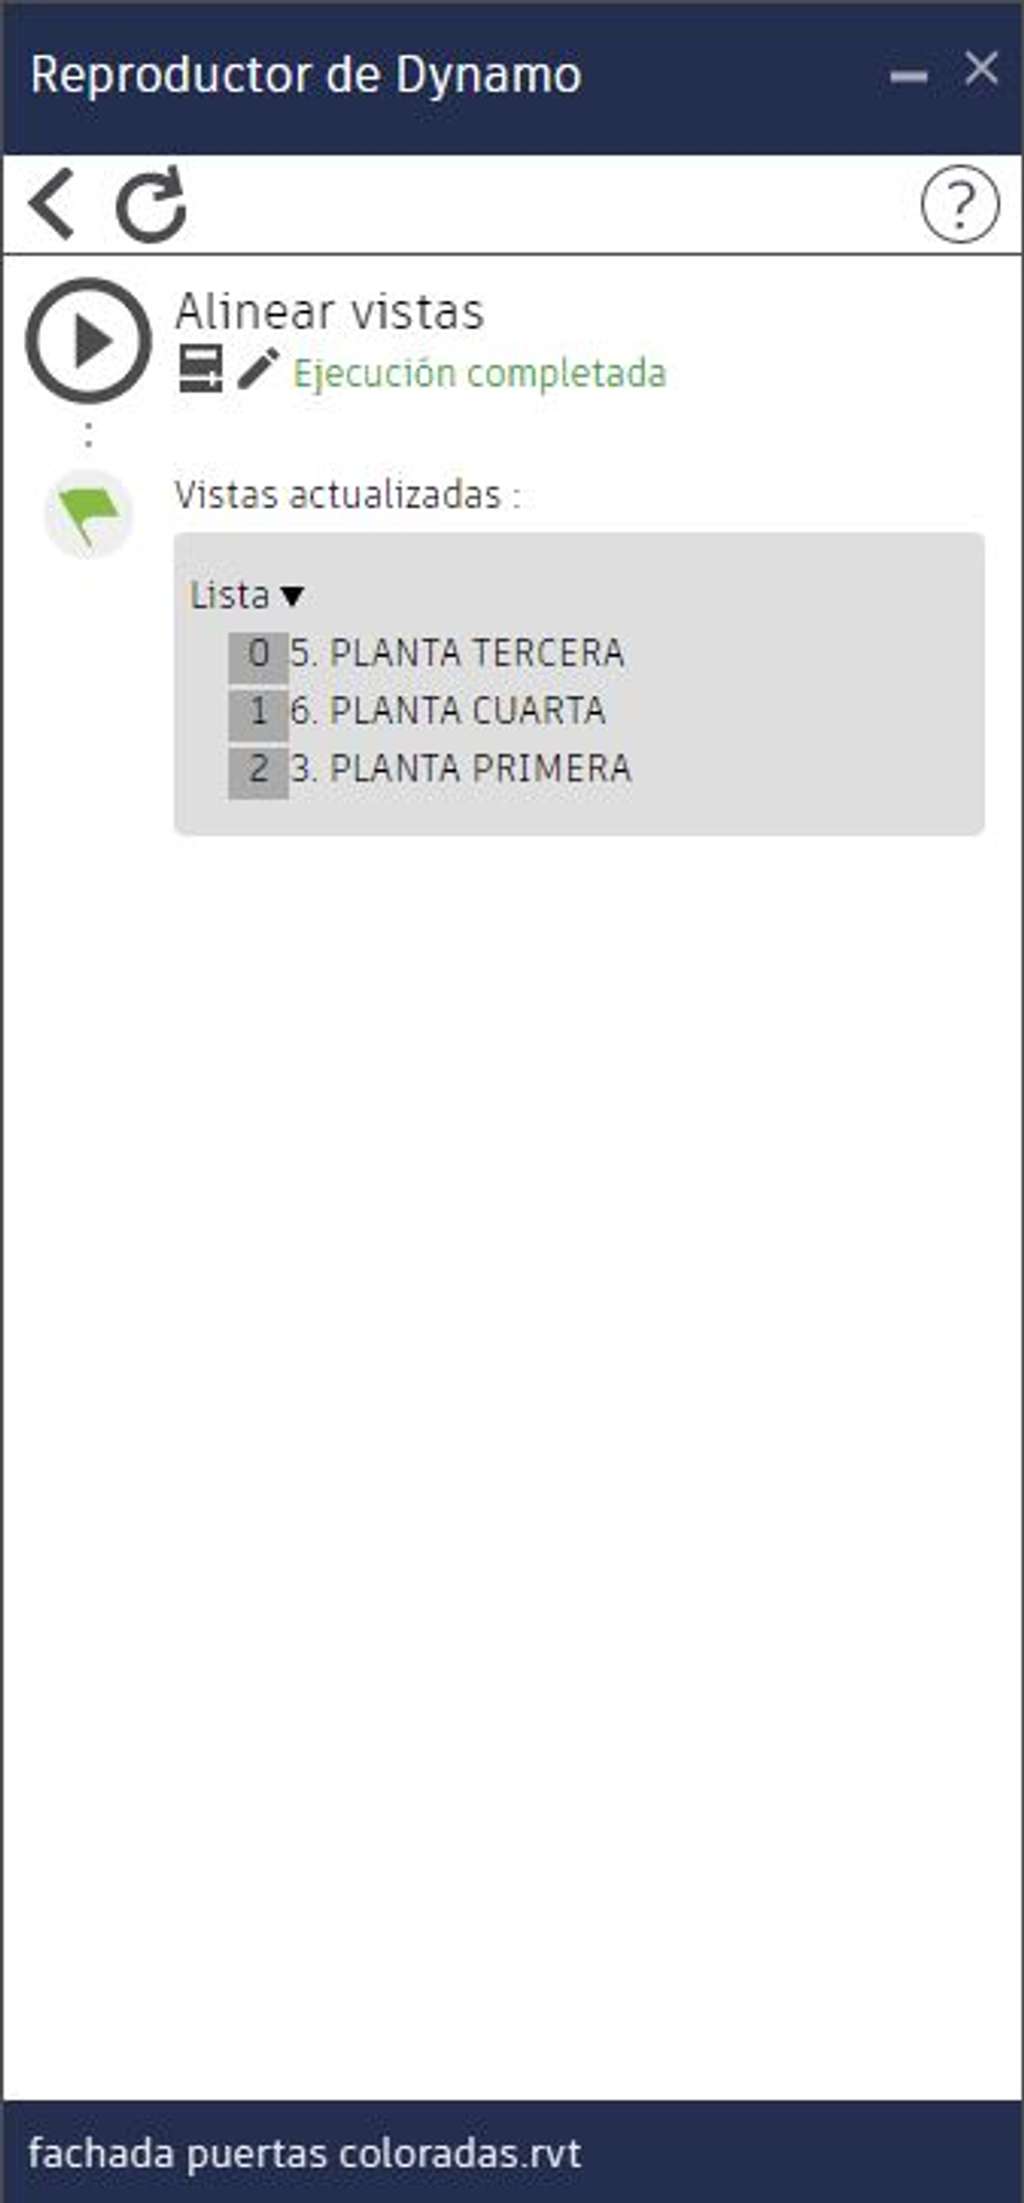 Reproductor de Dynamo
?
Alinear vistas
Ejecución completada
Vistas actualizadas :
Lista ▼
0 5. PLANTA TERCERA
1 6. PLANTA CUARTA
2 3. PLANTA PRIMERA
fachada puertas coloradas.rvt